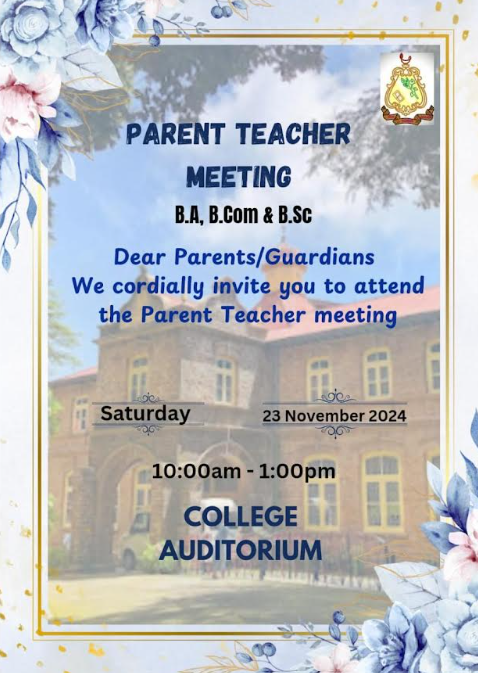 PARENT TEACHER
MEETING
B.A, B.Com & B.Sc
Dear Parents/Guardians
We cordially invite you to attend
the Parent Teacher meeting
Saturday
23 November 2024
10:00am - 1:00pm
COLLEGE
AUDITORIUM